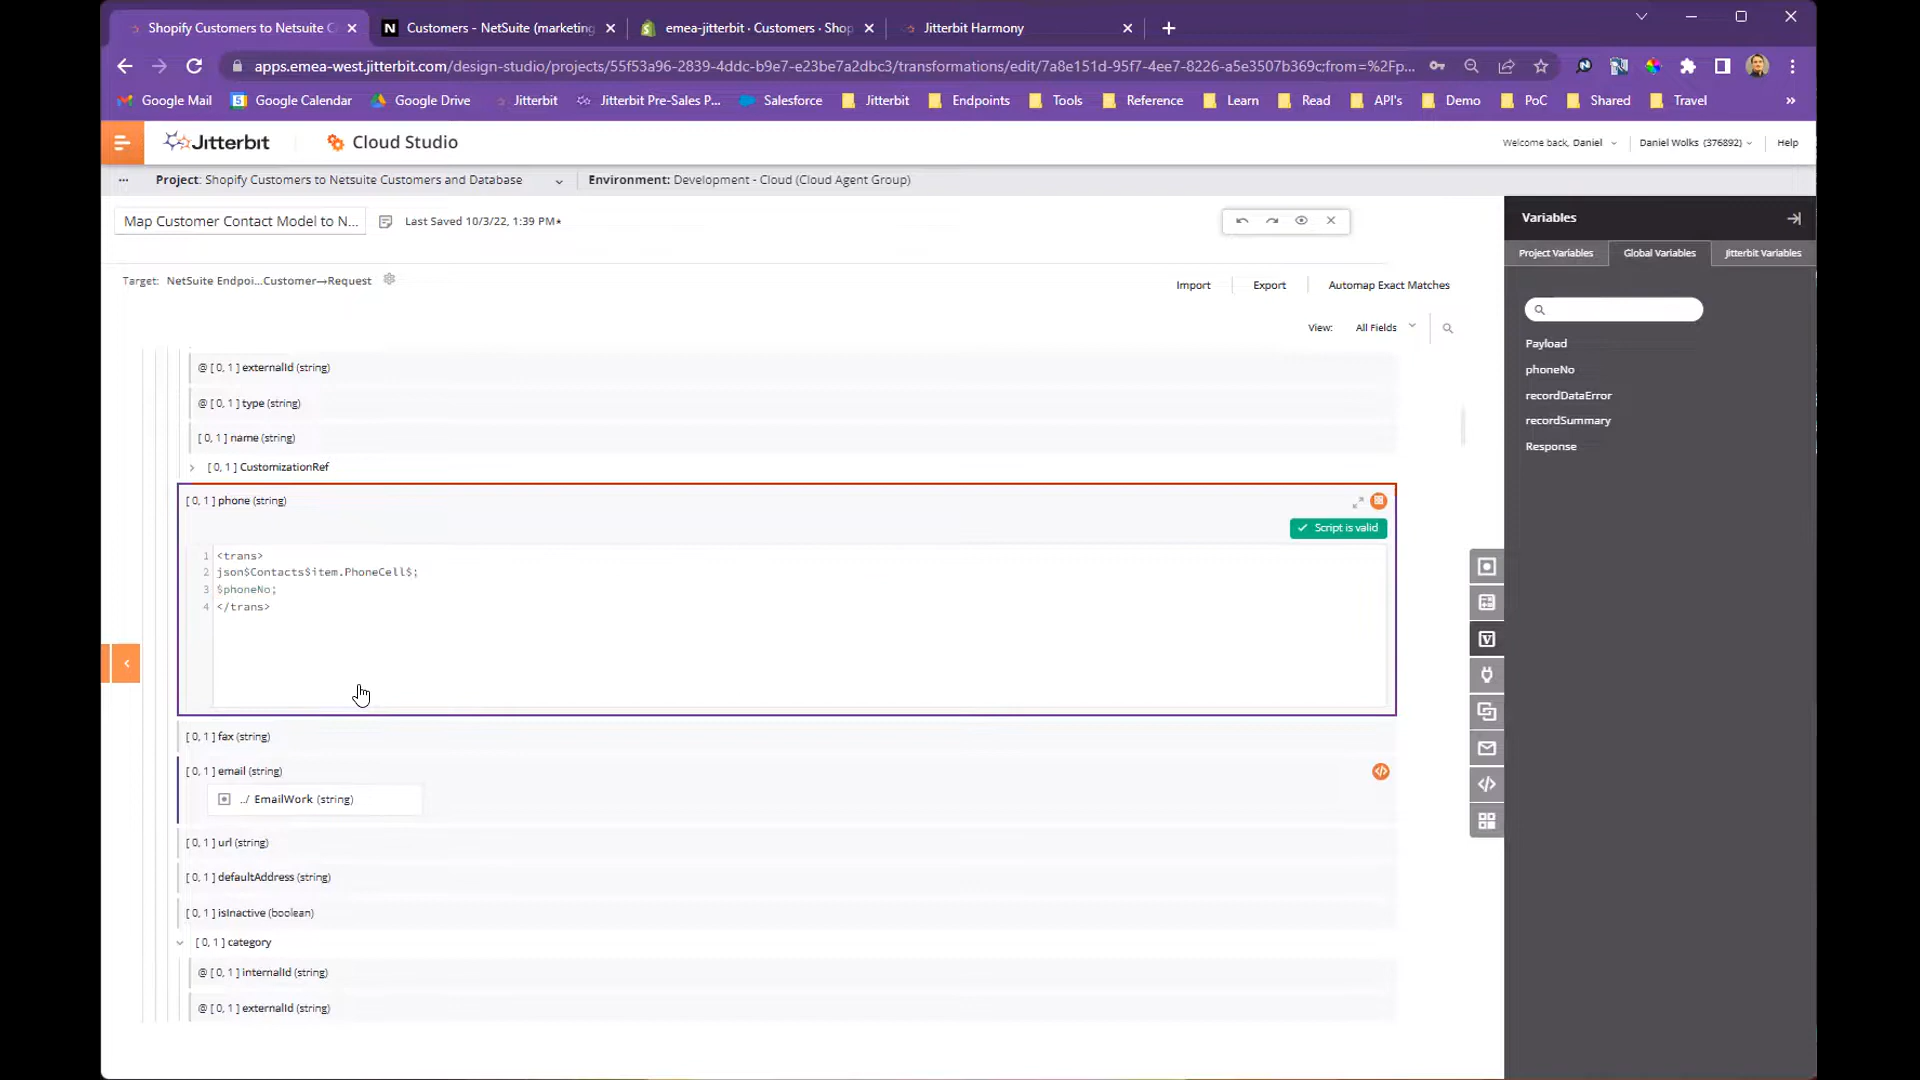 Shopify Customers to Netsuite C
Customers - NetSuite (marketing
emea-jitterbit · Customers · Shop
Jitterbit Harmony
apps.emea-west.jitterbit.com/design-studio/projects/55f53a96-2839-4ddc-b9e7-e23be7a2dbc3/transformations/edit/7a8e151d-95f7-4ee7-8226-a5e3507b369c;from=%2Fp...
Google Mail
Google Calendar
Google Drive
Jitterbit
Jitterbit Pre-Sales P...
Salesforce
Jitterbit
Endpoints
Tools
Reference
Learn
Read
API's
Demo
PoC
Shared
Travel
»
Jitterbit
Cloud Studio
Welcome back, Daniel
Daniel Wolks (376892)
Help
...
Project: Shopify Customers to Netsuite Customers and Database
Environment: Development - Cloud (Cloud Agent Group)
Map Customer Contact Model to N...
Last Saved 10/3/22, 1:39 PM*
Target: NetSuite Endpoi...Customer→Request
Import
Export
Automap Exact Matches
View: All Fields
@ [ 0, 1 ] externalId (string)
@ [ 0, 1 ] type (string)
[ 0, 1 ] name (string)
[ 0, 1 ] CustomizationRef
[ 0, 1 ] phone (string)
Script is valid
1 <trans>
2 json$Contacts$item.PhoneCell$;
3 $phoneNo;
4 </trans>
[ 0, 1 ] fax (string)
[ 0, 1 ] email (string)
../ EmailWork (string)
[ 0, 1 ] url (string)
[ 0, 1 ] defaultAddress (string)
[ 0, 1 ] isInactive (boolean)
[ 0, 1 ] category
@ [ 0, 1 ] internalId (string)
@ [ 0, 1 ] externalId (string)
Variables
Project Variables
Global Variables
Jitterbit Variables
Payload
phoneNo
recordDataError
recordSummary
Response